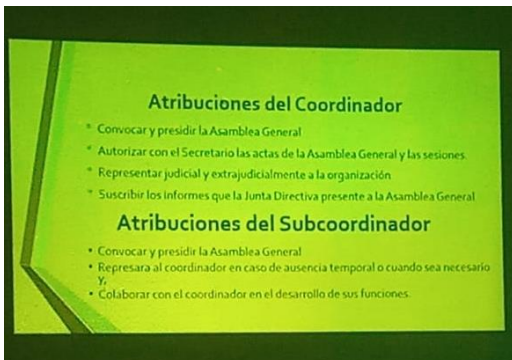 Atribuciones del Coordinador
* Convocar y presidir la Asamblea General
* Autorizar con el Secretario las actas de la Asamblea General y las sesiones.
* Representar judicial y extrajudicialmente a la organización
* Suscribir los informes que la Junta Directiva presente a la Asamblea General
Atribuciones del Subcoordinador
• Convocar y presidir la Asamblea General
• Represara al coordinador en caso de ausencia temporal o cuando sea necesario
Y,
• Colaborar con el coordinador en el desarrollo de sus funciones.